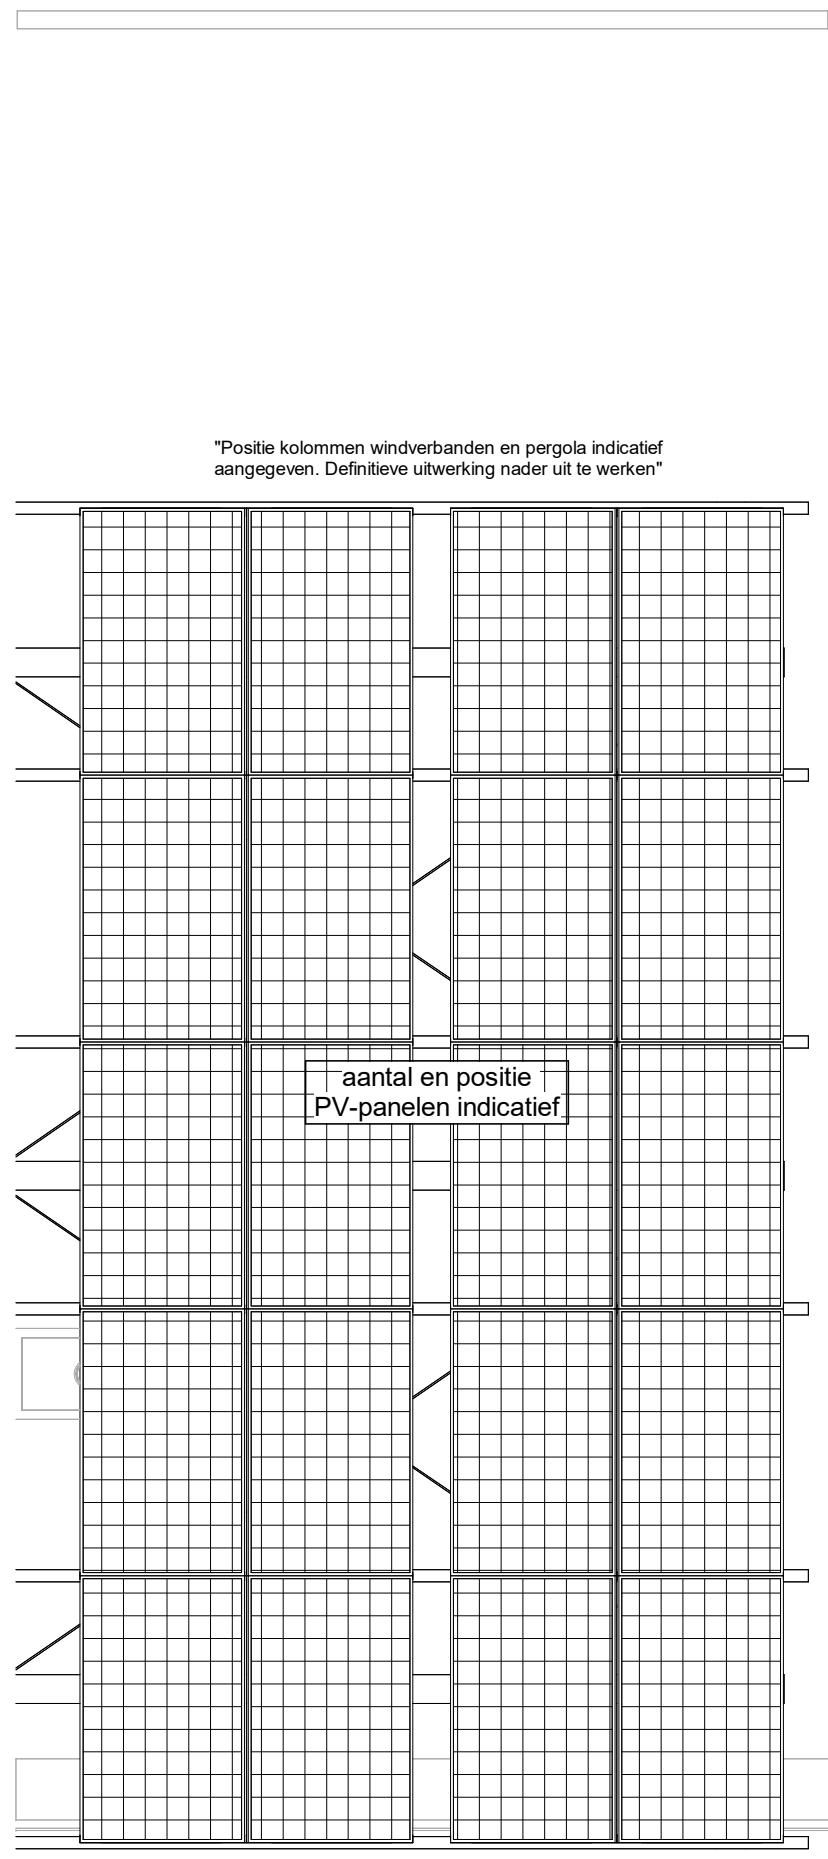 "Positie kolommen windverbanden en pergola indicatief
aangegeven. Definitieve uitwerking nader uit te werken"
aantal en positie
PV-panelen indicatief